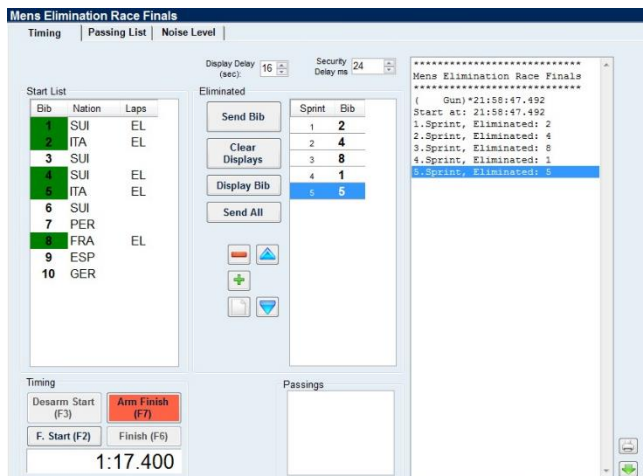 Mens Elimination Race Finals
Timing Passing List Noise Level
Display Delay (sec): 16 Security Delay ms 24
Start List
Bib Nation Laps
1 SUI EL
2 ITA EL
3 SUI
4 SUI EL
5 ITA EL
6 SUI
7 PER
8 FRA EL
9 ESP
10 GER
Eliminated
Send Bib
Clear Displays
Display Bib
Send All
Sprint Bib
1 2
2 4
3 8
4 1
5 5
****************************
Mens Elimination Race Finals
****************************
( Gun)*21:58:47.492
Start at: 21:58:47.492
1.Sprint, Eliminated: 2
2.Sprint, Eliminated: 4
3.Sprint, Eliminated: 8
4.Sprint, Eliminated: 1
5.Sprint, Eliminated: 5
Timing
Desarm Start (F3)
Arm Finish (F7)
F. Start (F2)
Finish (F6)
1:17.400
Passings